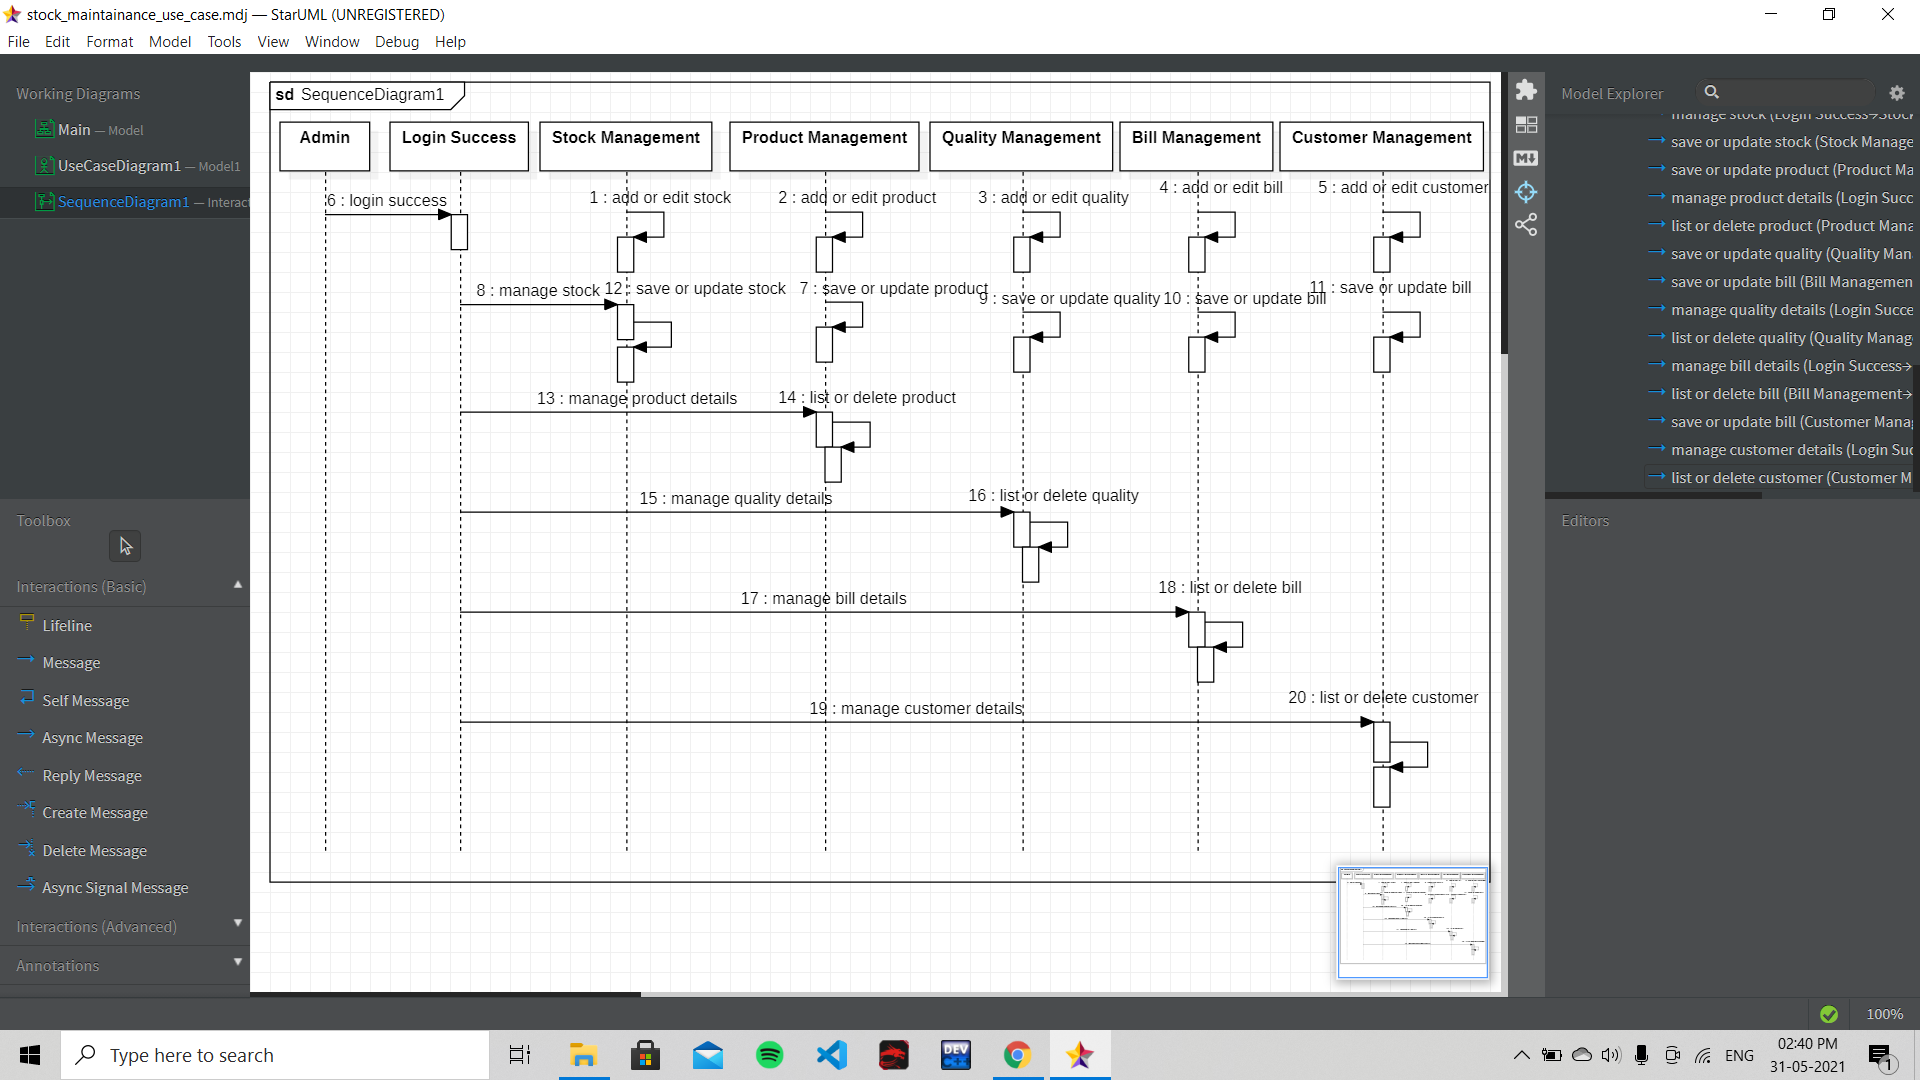 stock_maintainance_use_case.mdj — StarUML (UNREGISTERED)
File Edit Format Model Tools View Window Debug Help
Working Diagrams
Main — Model
UseCaseDiagram1 — Model1
SequenceDiagram1 — Interact
Toolbox
Interactions (Basic)
Lifeline
Message
Self Message
Async Message
Reply Message
Create Message
Delete Message
Async Signal Message
Interactions (Advanced)
Annotations
sd SequenceDiagram1
Admin
Login Success
Stock Management
Product Management
Quality Management
Bill Management
Customer Management
6 : login success
1 : add or edit stock
2 : add or edit product
3 : add or edit quality
4 : add or edit bill
5 : add or edit customer
8 : manage stock
12 : save or update stock
7 : save or update product
9 : save or update quality
10 : save or update bill
11 : save or update bill
13 : manage product details
14 : list or delete product
15 : manage quality details
16 : list or delete quality
17 : manage bill details
18 : list or delete bill
19 : manage customer details
20 : list or delete customer
Model Explorer
manage stock (Login Success→Stock
save or update stock (Stock Manage
save or update product (Product Ma
manage product details (Login Succ
list or delete product (Product Mana
save or update quality (Quality Man
save or update bill (Bill Managemen
manage quality details (Login Succe
list or delete quality (Quality Manag
manage bill details (Login Success→
list or delete bill (Bill Management→
save or update bill (Customer Mana
manage customer details (Login Suc
list or delete customer (Customer M
Editors
100%
Type here to search
DEV
C++
ENG
02:40 PM
31-05-2021
1